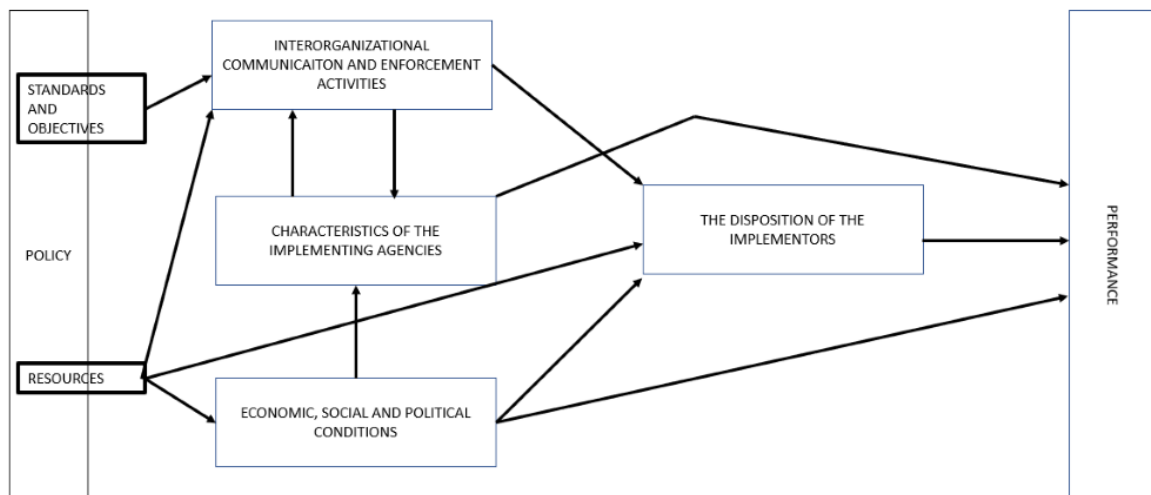 STANDARDS
AND
OBJECTIVES
POLICY
RESOURCES
INTERORGANIZATIONAL
COMMUNICAITON AND ENFORCEMENT
ACTIVITIES
CHARACTERISTICS OF THE
IMPLEMENTING AGENCIES
ECONOMIC, SOCIAL AND POLITICAL
CONDITIONS
THE DISPOSITION OF THE
IMPLEMENTORS
PERFORMANCE